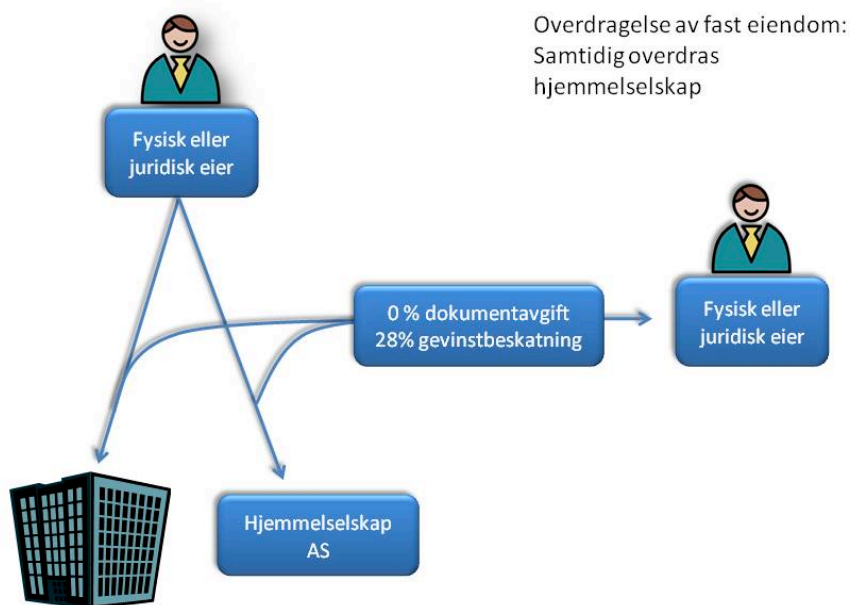 Overdragelse av fast eiendom:
Samtidig overdras
hjemmelselskap
Fysisk eller
juridisk eier
0 % dokumentavgift
28% gevinstbeskatning
Fysisk eller
juridisk eier
Hjemmelselskap
AS